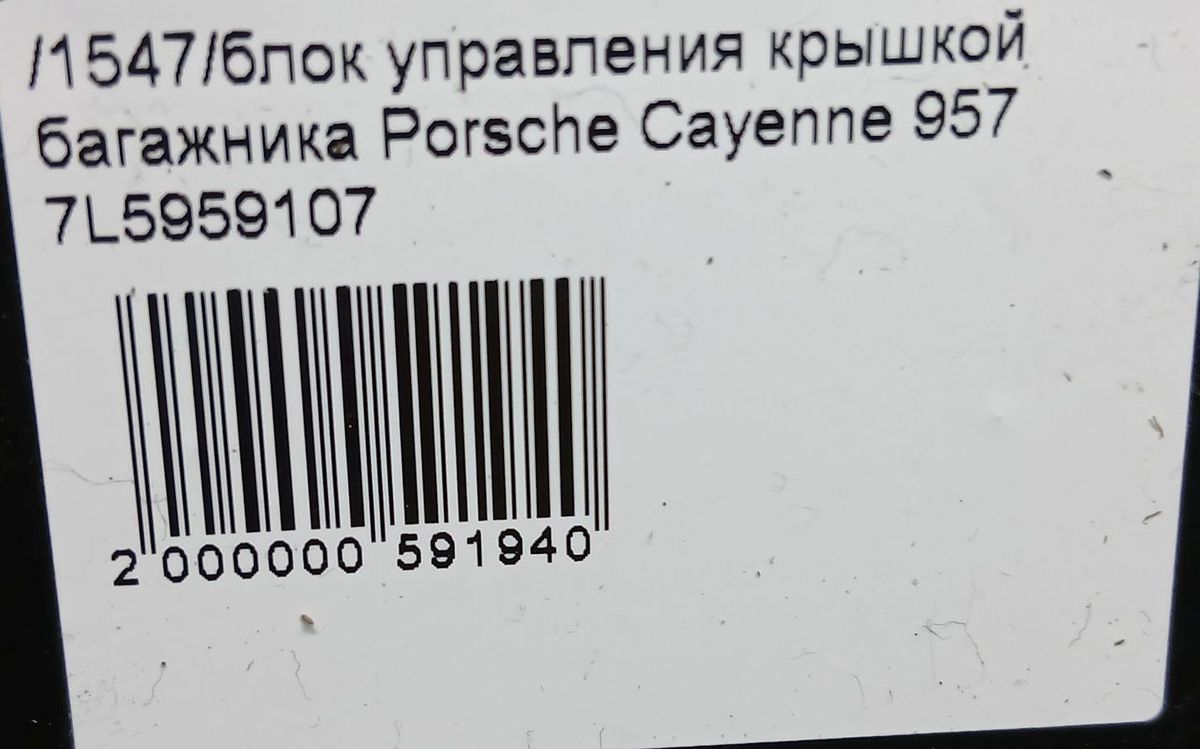 /1547/блок управления крышкой
багажника Porsche Cayenne 957
7L5959107
2 000000 591940